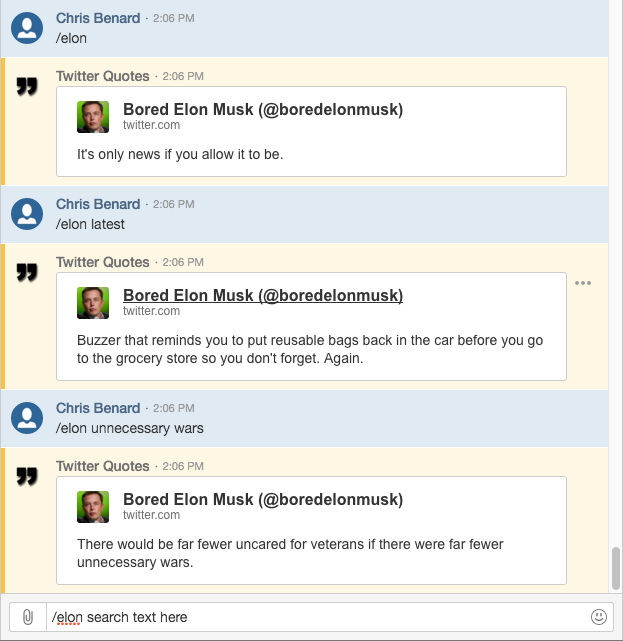 Chris Benard · 2:06 PM
/elon
Twitter Quotes · 2:06 PM
Bored Elon Musk (@boredelonmusk)
twitter.com
It's only news if you allow it to be.
Chris Benard · 2:06 PM
/elon latest
Twitter Quotes · 2:06 PM
Bored Elon Musk (@boredelonmusk)
twitter.com
Buzzer that reminds you to put reusable bags back in the car before you go
to the grocery store so you don't forget. Again.
Chris Benard · 2:06 PM
/elon unnecessary wars
Twitter Quotes · 2:06 PM
Bored Elon Musk (@boredelonmusk)
twitter.com
There would be far fewer uncared for veterans if there were far fewer
unnecessary wars.
/elon search text here